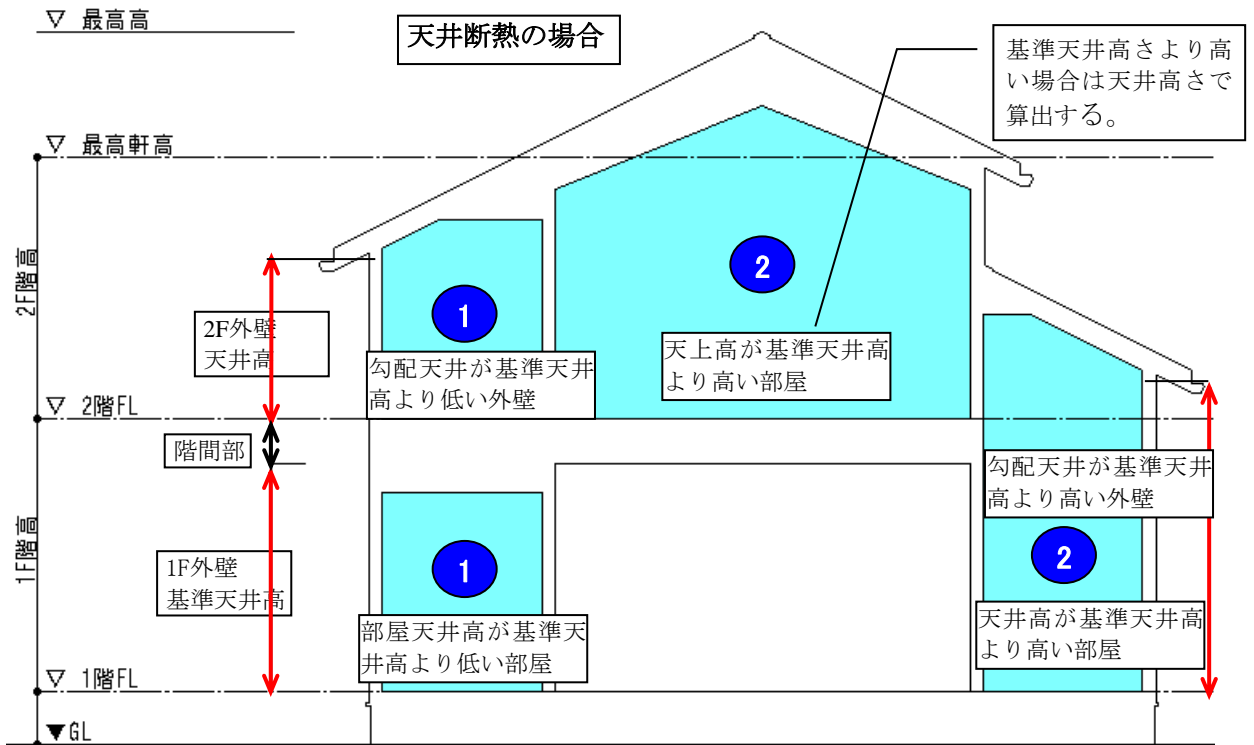 ▽ 最高高
天井断熱の場合
基準天井高さより高
い場合は天井高さで
算出する。
▽ 最高軒高
2F階高
2F外壁
天井高
1
2
勾配天井が基準天井
高より低い外壁
天上高が基準天井高
より高い部屋
▽ 2階FL
階間部
勾配天井が基準天井
高より高い外壁
1F階高
1F外壁
基準天井高
1
2
部屋天井高が基準天
井高より低い部屋
天井高が基準天井高
より高い部屋
▽ 1階FL
▼GL